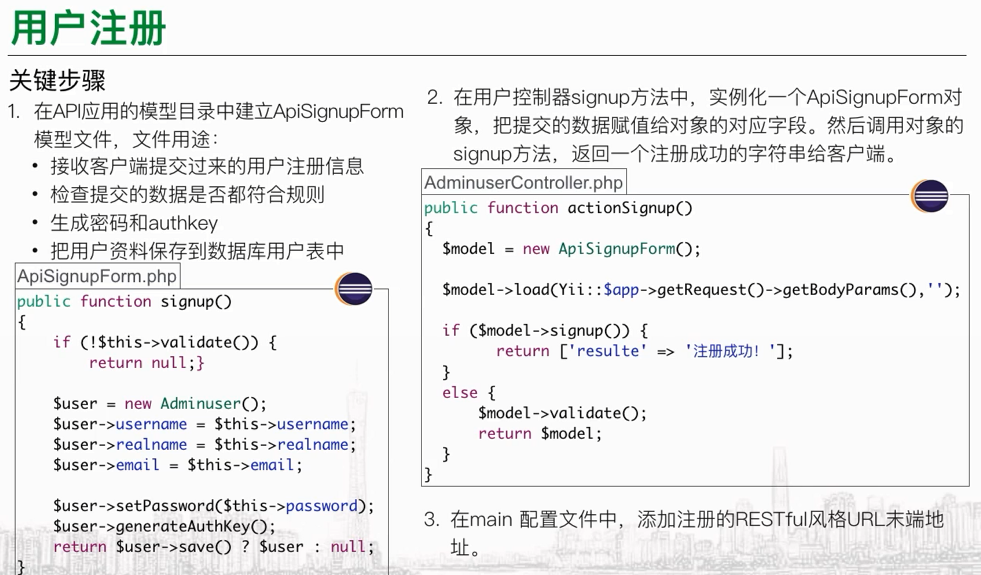 用户注册
关键步骤
1. 在API应用的模型目录中建立ApiSignupForm
模型文件，文件用途：
• 接收客户端提交过来的用户注册信息
• 检查提交的数据是否都符合规则
• 生成密码和authkey
• 把用户资料保存到数据库用户表中
ApiSignupForm.php
public function signup()
{
    if (!$this->validate()) {
        return null;}

    $user = new Adminuser();
    $user->username = $this->username;
    $user->realname = $this->realname;
    $user->email = $this->email;

    $user->setPassword($this->password);
    $user->generateAuthKey();
    return $user->save() ? $user : null;
}
2. 在用户控制器signup方法中，实例化一个ApiSignupForm对
象，把提交的数据赋值给对象的对应字段。然后调用对象的
signup方法，返回一个注册成功的字符串给客户端。
AdminuserController.php
public function actionSignup()
{
  $model = new ApiSignupForm();

  $model->load(Yii::$app->getRequest()->getBodyParams(),'');

  if ($model->signup()) {
        return ['resulte' => '注册成功！'];
  }
  else {
      $model->validate();
      return $model;
  }
}
3. 在main 配置文件中，添加注册的RESTful风格URL末端地
址。